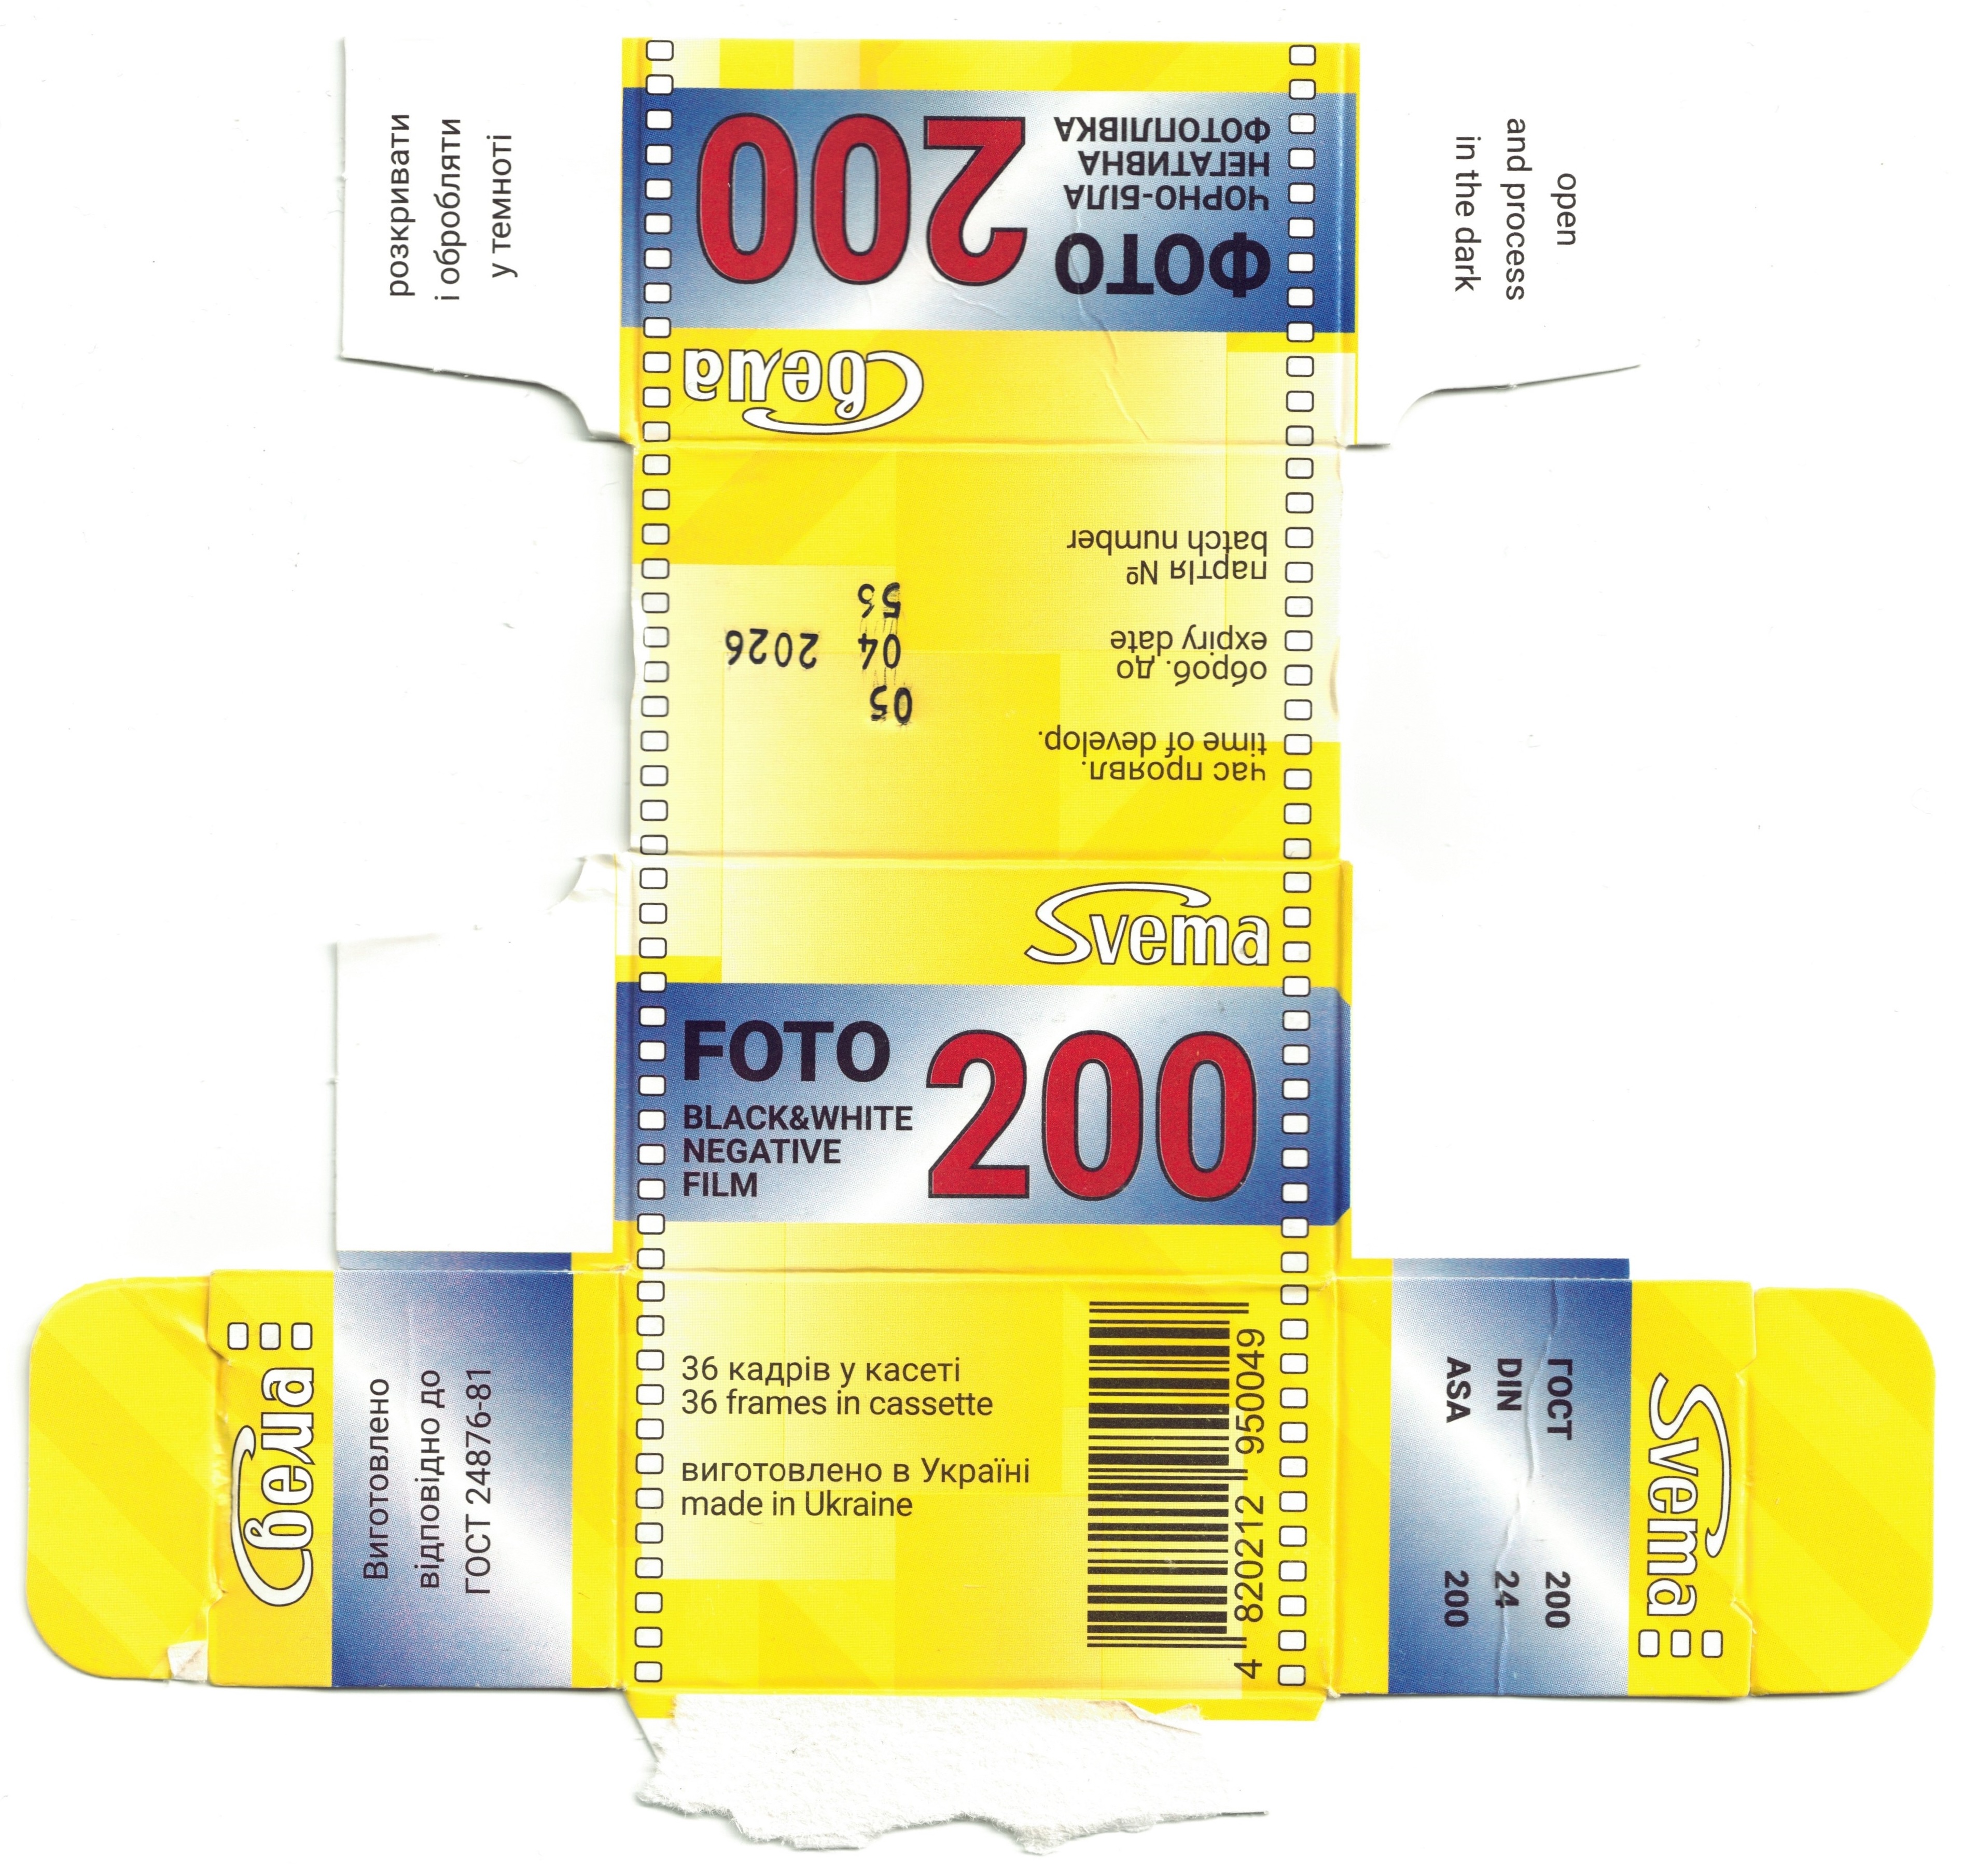 розкривати
і обробляти
у темноті
open
and process
in the dark
Свема
ФОТО
ЧОРНО-БІЛА
НЕГАТИВНА
ФОТОПЛІВКА
200
час проявл.
time of develop.
05
оброб. до
expiry date
04 2026
партія №
batch number
53
Svema
FOTO
BLACK&WHITE
NEGATIVE
FILM
200
Свема
Виготовлено
відповідно до
ГОСТ 24876-81
36 кадрів у касеті
36 frames in cassette
виготовлено в Україні
made in Ukraine
4 820212 950049
ГОСТ 200
DIN 24
ASA 200
Svema